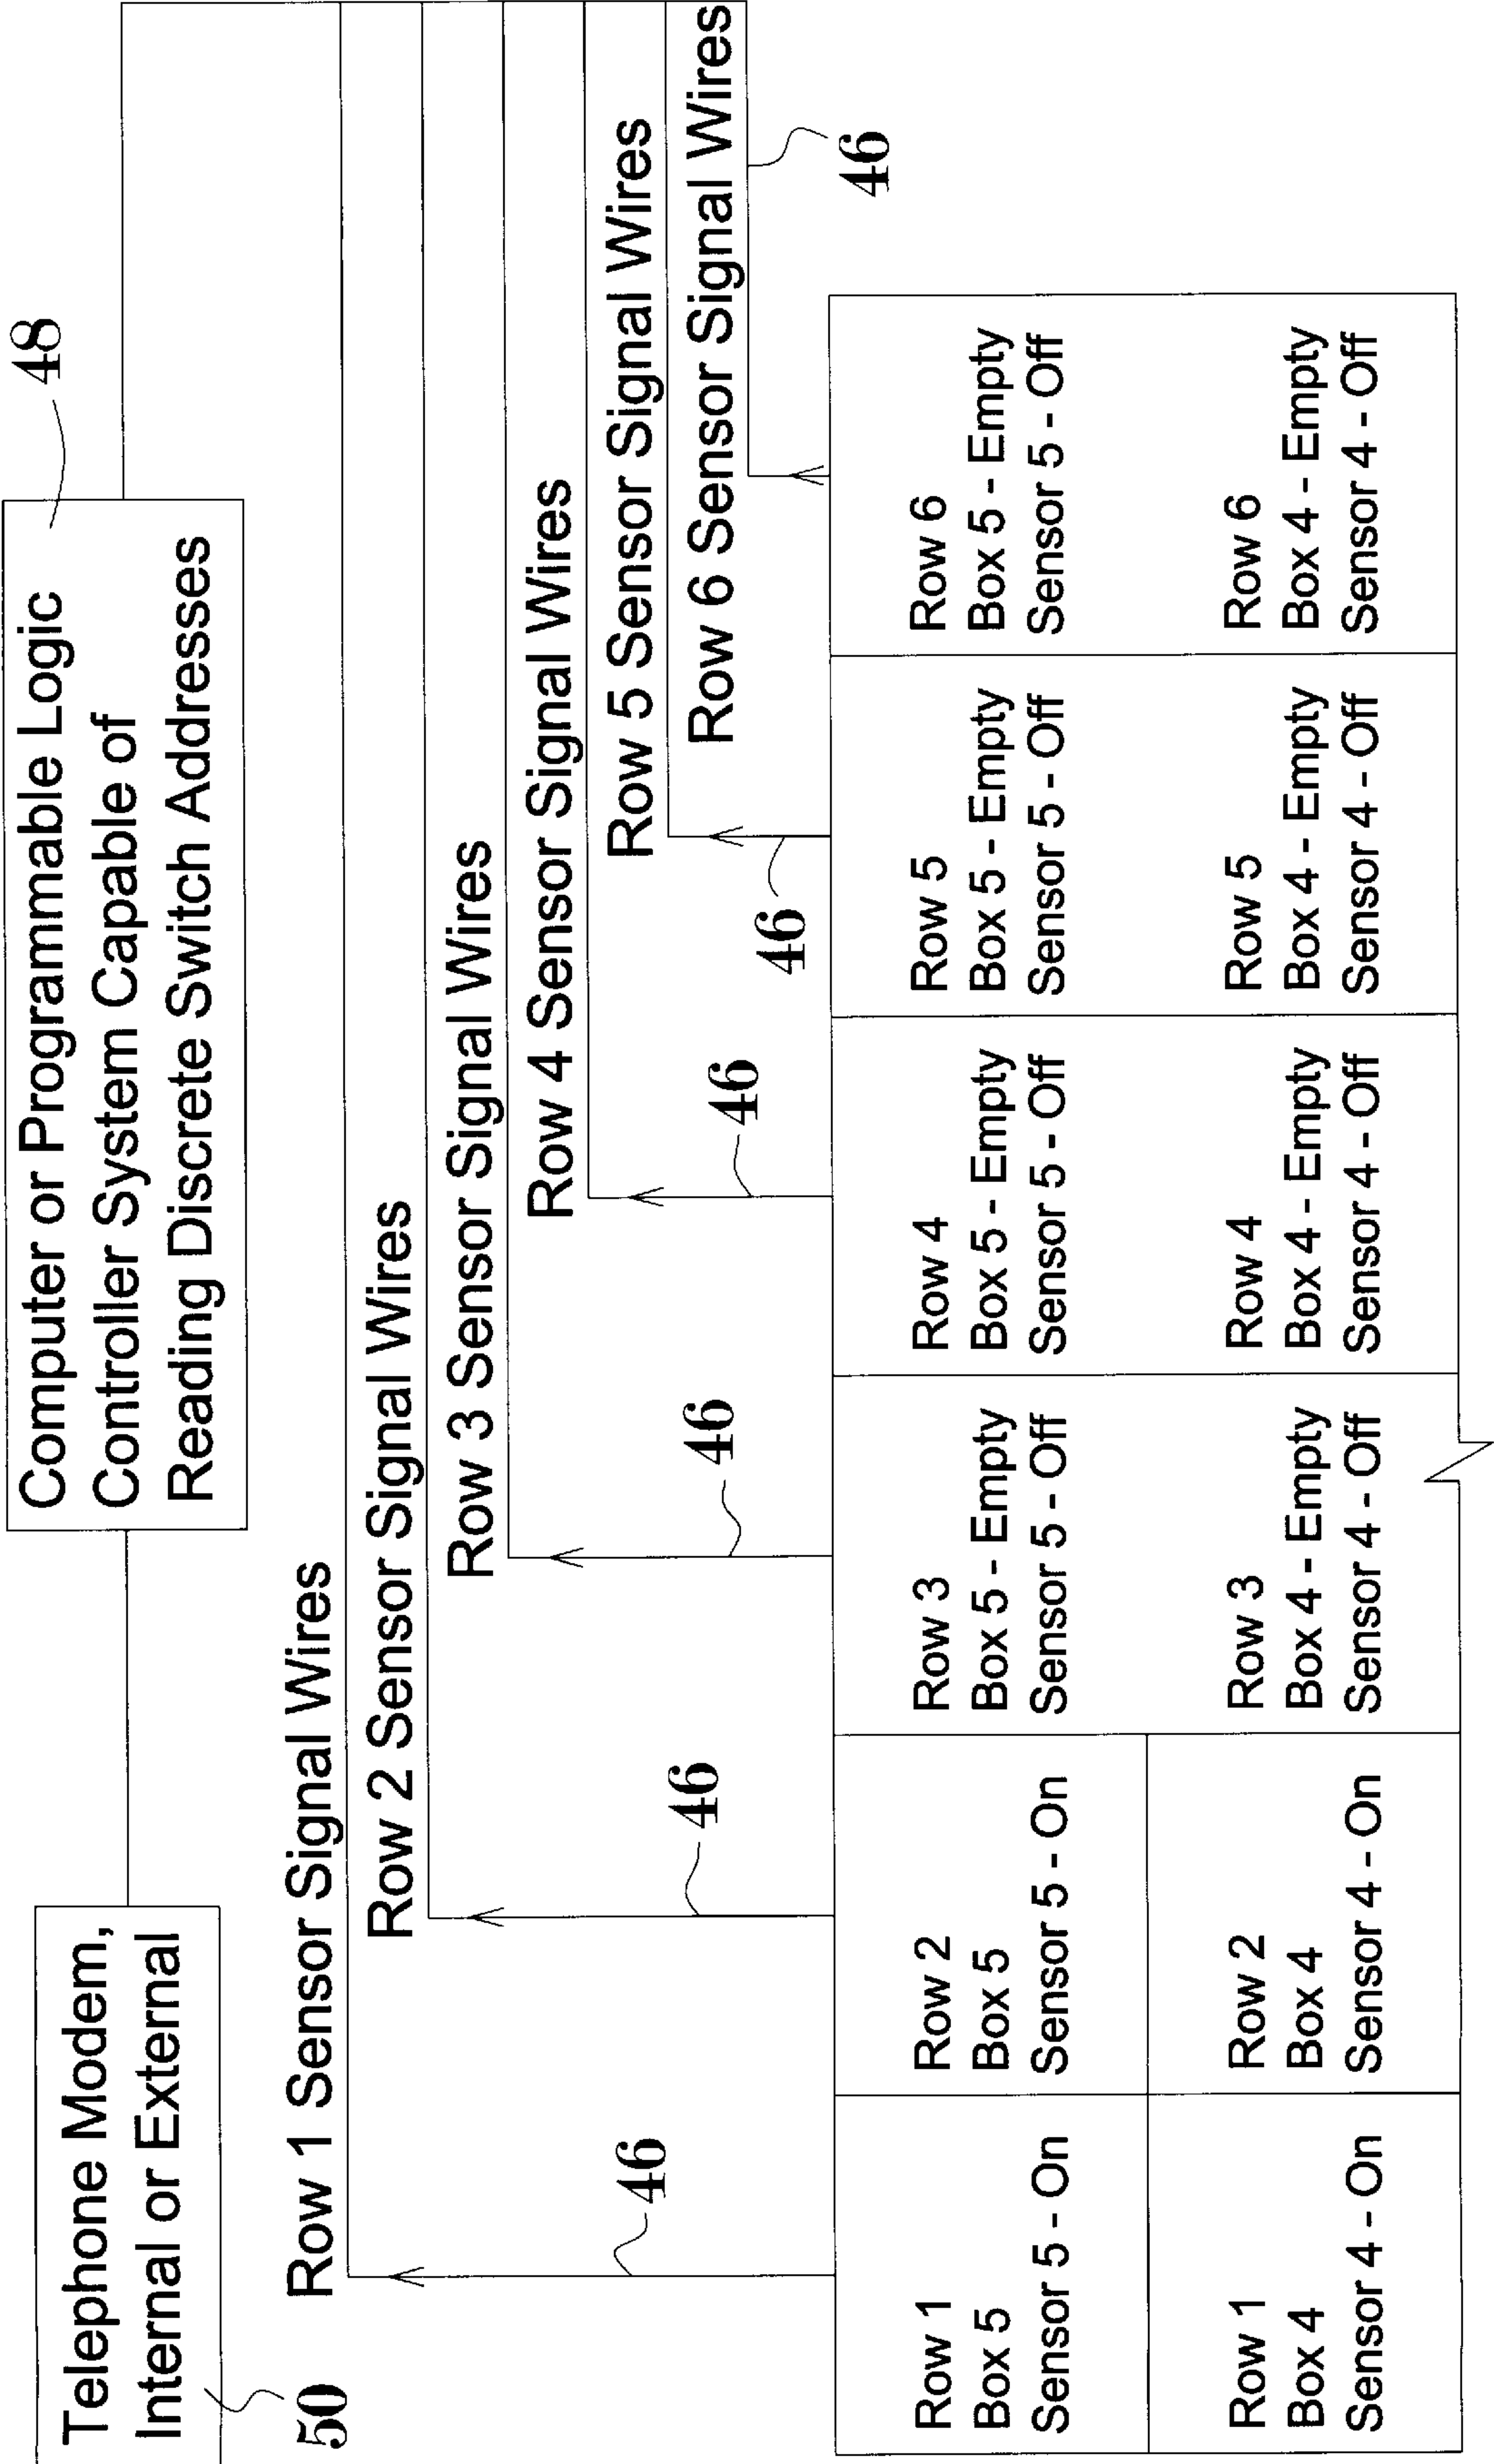 Telephone Modem,
Internal or External
50
Computer or Programmable Logic
Controller System Capable of
Reading Discrete Switch Addresses
48
Row 1 Sensor Signal Wires
Row 2 Sensor Signal Wires
Row 3 Sensor Signal Wires
Row 4 Sensor Signal Wires
Row 5 Sensor Signal Wires
Row 6 Sensor Signal Wires
46
46
46
46
46
46
Row 1
Box 5
Sensor 5 - On
Row 2
Box 5
Sensor 5 - On
Row 3
Box 5 - Empty
Sensor 5 - Off
Row 4
Box 5 - Empty
Sensor 5 - Off
Row 5
Box 5 - Empty
Sensor 5 - Off
Row 6
Box 5 - Empty
Sensor 5 - Off
Row 1
Box 4
Sensor 4 - On
Row 2
Box 4
Sensor 4 - On
Row 3
Box 4 - Empty
Sensor 4 - Off
Row 4
Box 4 - Empty
Sensor 4 - Off
Row 5
Box 4 - Empty
Sensor 4 - Off
Row 6
Box 4 - Empty
Sensor 4 - Off